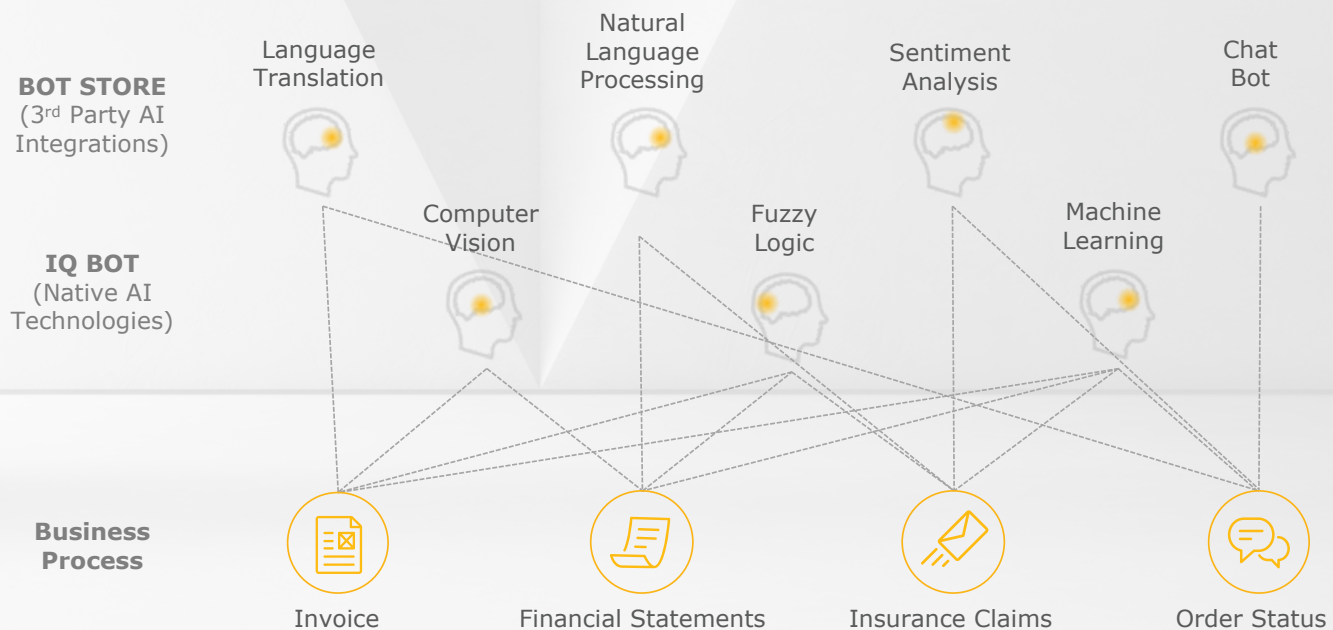 BOT STORE
(3rd Party AI
Integrations)
Language
Translation
Natural
Language
Processing
Sentiment
Analysis
Chat
Bot
IQ BOT
(Native AI
Technologies)
Computer
Vision
Fuzzy
Logic
Machine
Learning
Business
Process
Invoice
Financial Statements
Insurance Claims
Order Status